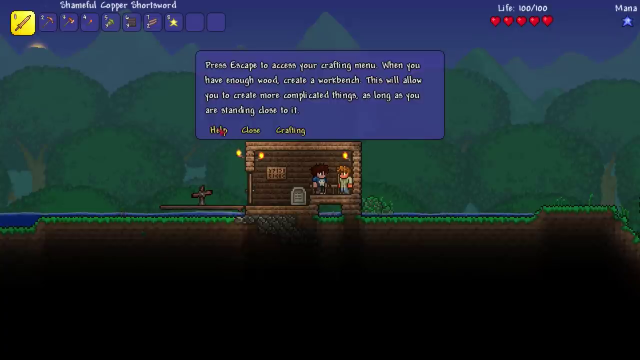 Shameful Copper Shortsword
Life: 100/100
Mana
Press Escape to access your crafting menu. When you
have enough wood, create a workbench. This will allow
you to create more complicated things, as long as you
are standing close to it.
Help Close Crafting